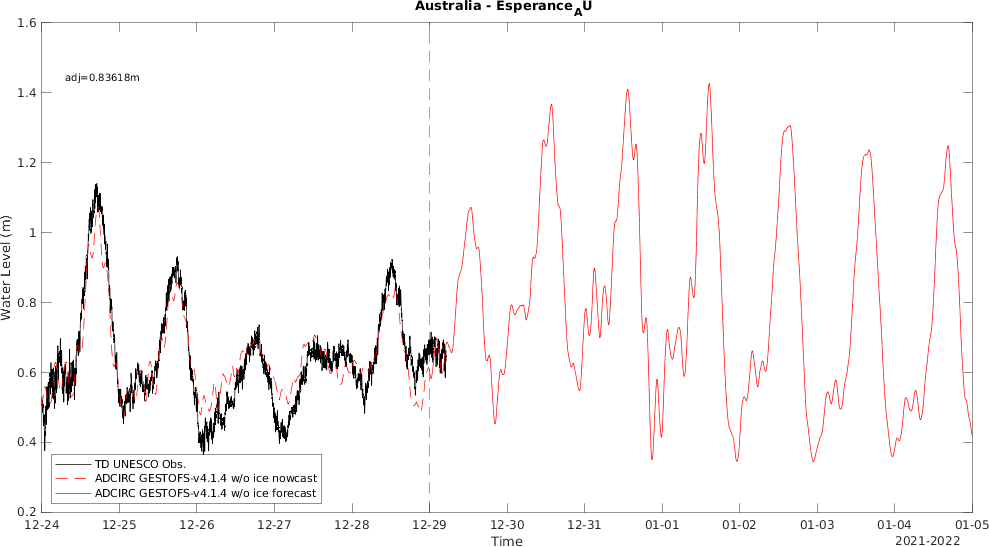 Australia - Esperance_AU
1.6
1.4
1.2
1
0.8
0.6
0.4
0.2
Water Level (m)
adj=0.83618m
TD UNESCO Obs.
ADCIRC GESTOFS-v4.1.4 w/o ice nowcast
ADCIRC GESTOFS-v4.1.4 w/o ice forecast
12-24 12-25 12-26 12-27 12-28 12-29 12-30 12-31 01-01 01-02 01-03 01-04 01-05
Time
2021-2022